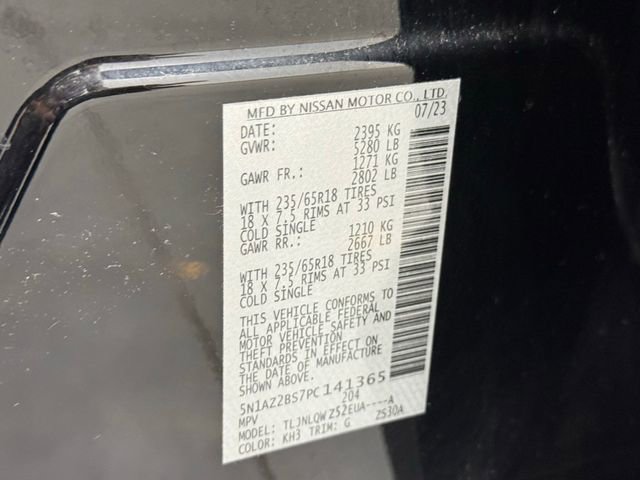 MFD BY NISSAN MOTOR CO., LTD.
DATE: 07/23
GVWR: 2395 KG
5280 LB
GAWR FR.: 1271 KG
2802 LB
WITH 235/65R18 TIRES
18 X 7.5 RIMS AT 33 PSI
COLD SINGLE
GAWR RR.: 1210 KG
2667 LB
WITH 235/65R18 TIRES
18 X 7.5 RIMS AT 33 PSI
COLD SINGLE
THIS VEHICLE CONFORMS TO
ALL APPLICABLE FEDERAL
MOTOR VEHICLE SAFETY AND
THEFT PREVENTION
STANDARDS IN EFFECT ON
THE DATE OF MANUFACTURE
SHOWN ABOVE.
5N1AZ2BS7PC141365
MPV 204
MODEL: TLJNLQWZS2EUA----A
COLOR: KH3 TRIM: G ZS30A